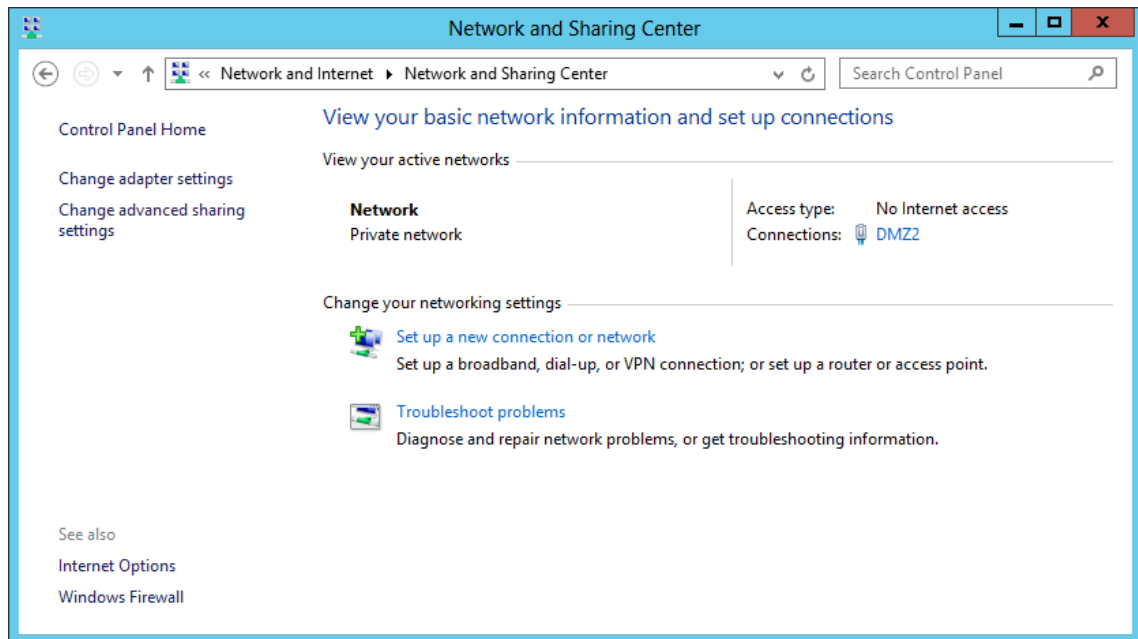 Network and Sharing Center
« Network and Internet Network and Sharing Center
Search Control Panel
Control Panel Home
Change adapter settings
Change advanced sharing
settings
View your basic network information and set up connections
View your active networks
Network
Private network
Access type: No Internet access
Connections: DMZ2
Change your networking settings
Set up a new connection or network
Set up a broadband, dial-up, or VPN connection; or set up a router or access point.
Troubleshoot problems
Diagnose and repair network problems, or get troubleshooting information.
See also
Internet Options
Windows Firewall